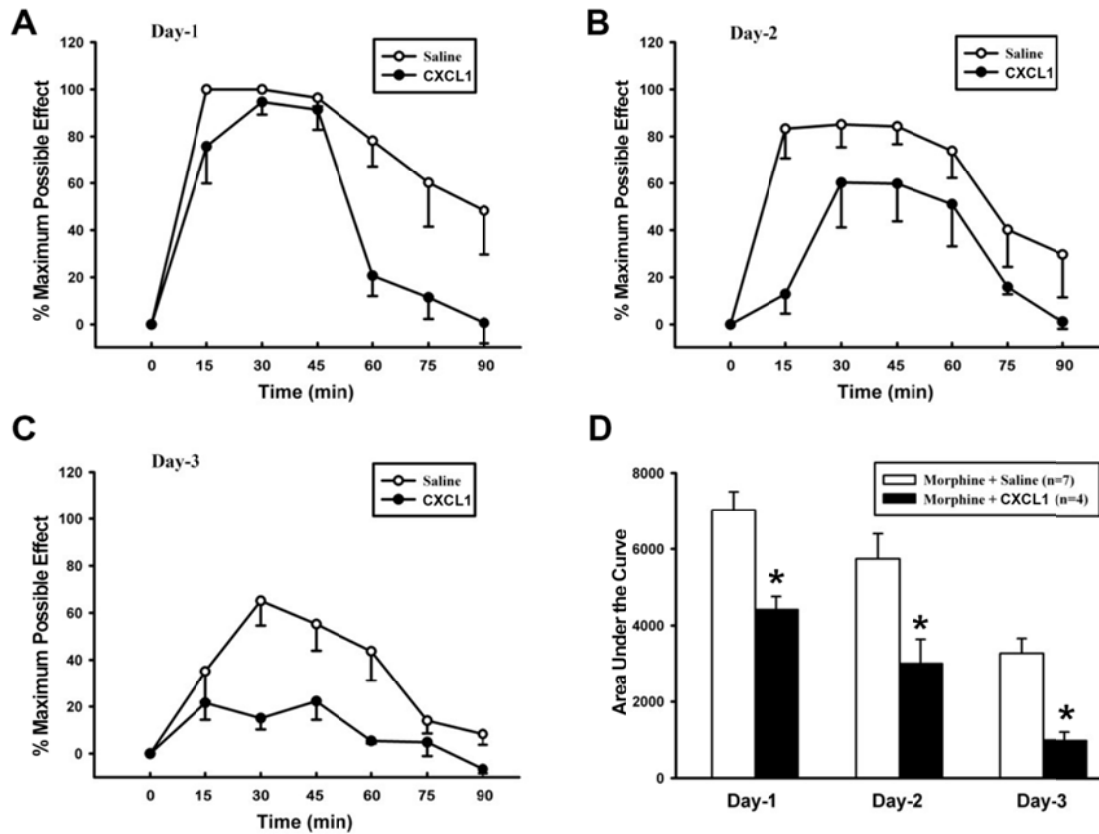 A
Day-1
Saline
CXCL1
% Maximum Possible Effect
120
100
80
60
40
20
0
0 15 30 45 60 75 90
Time (min)
B
Day-2
Saline
CXCL1
% Maximum Possible Effect
120
100
80
60
40
20
0
0 15 30 45 60 75 90
Time (min)
C
Day-3
Saline
CXCL1
% Maximum Possible Effect
120
100
80
60
40
20
0
0 15 30 45 60 75 90
Time (min)
D
Morphine + Saline (n=7)
Morphine + CXCL1 (n=4)
Area Under the Curve
8000
6000
4000
2000
0
*
*
*
Day-1 Day-2 Day-3